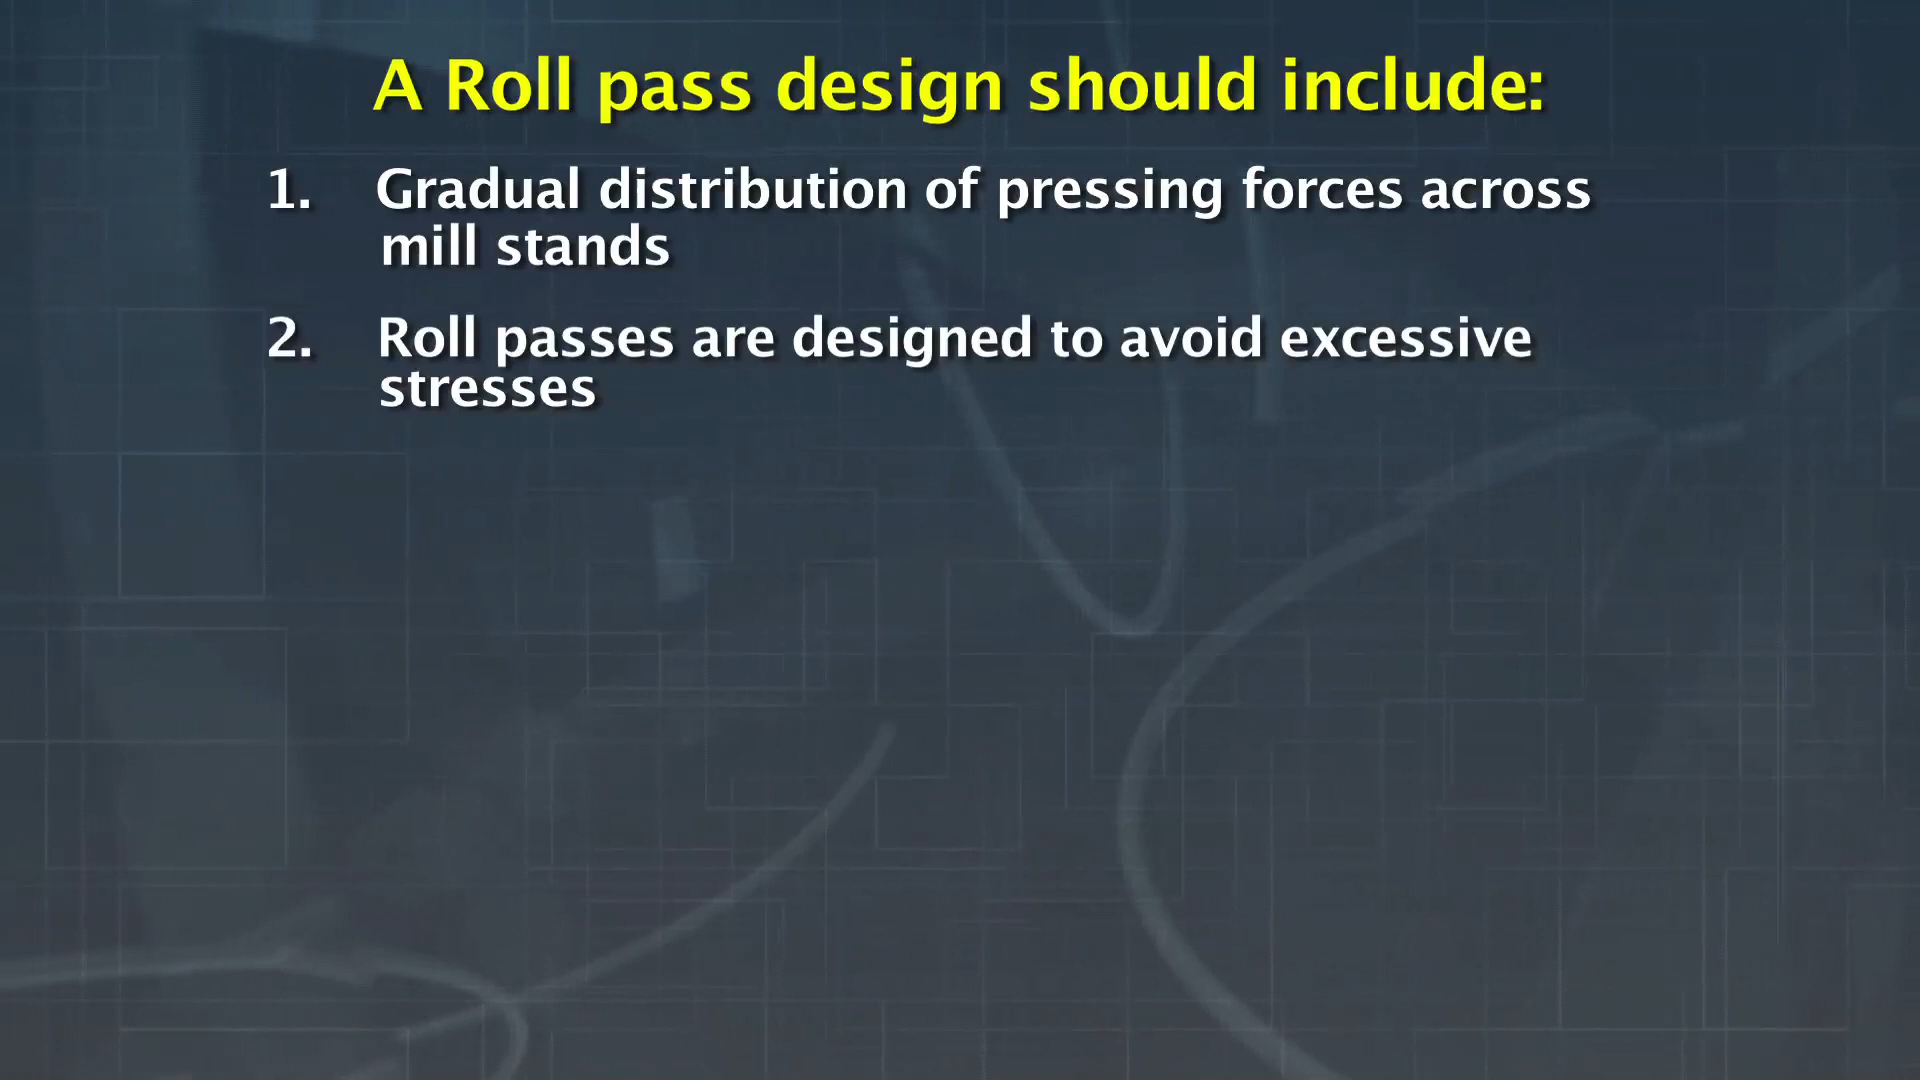 A Roll pass design should include:
1. Gradual distribution of pressing forces across
mill stands
2. Roll passes are designed to avoid excessive
stresses